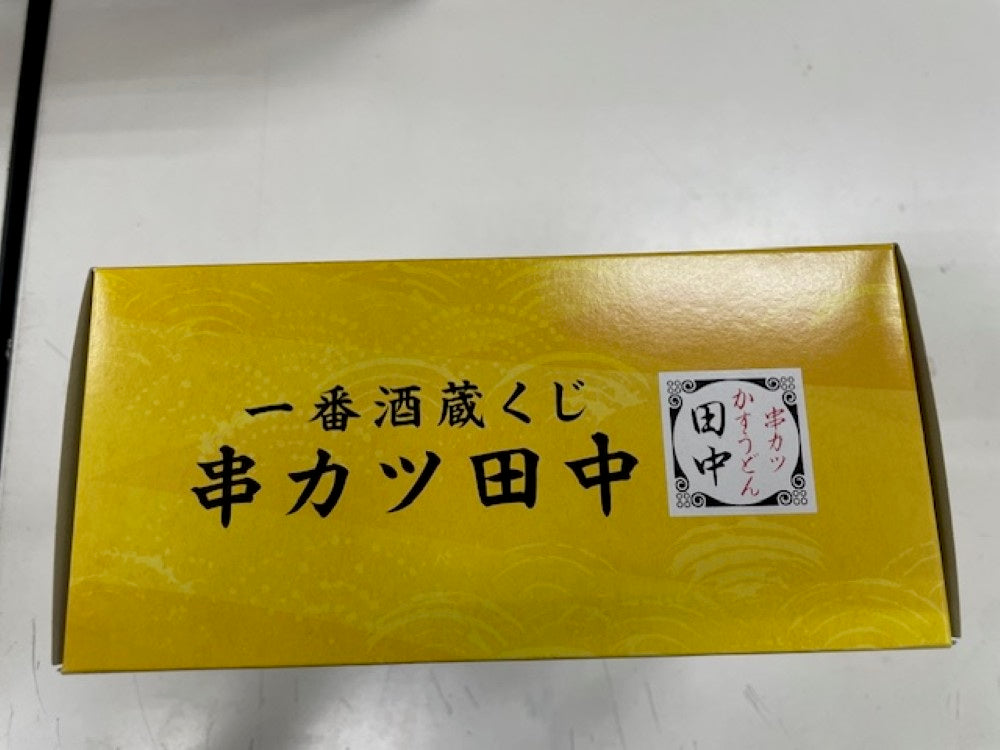 一番酒蔵くじ
串カツ田中
串カツ
かすうどん
田中